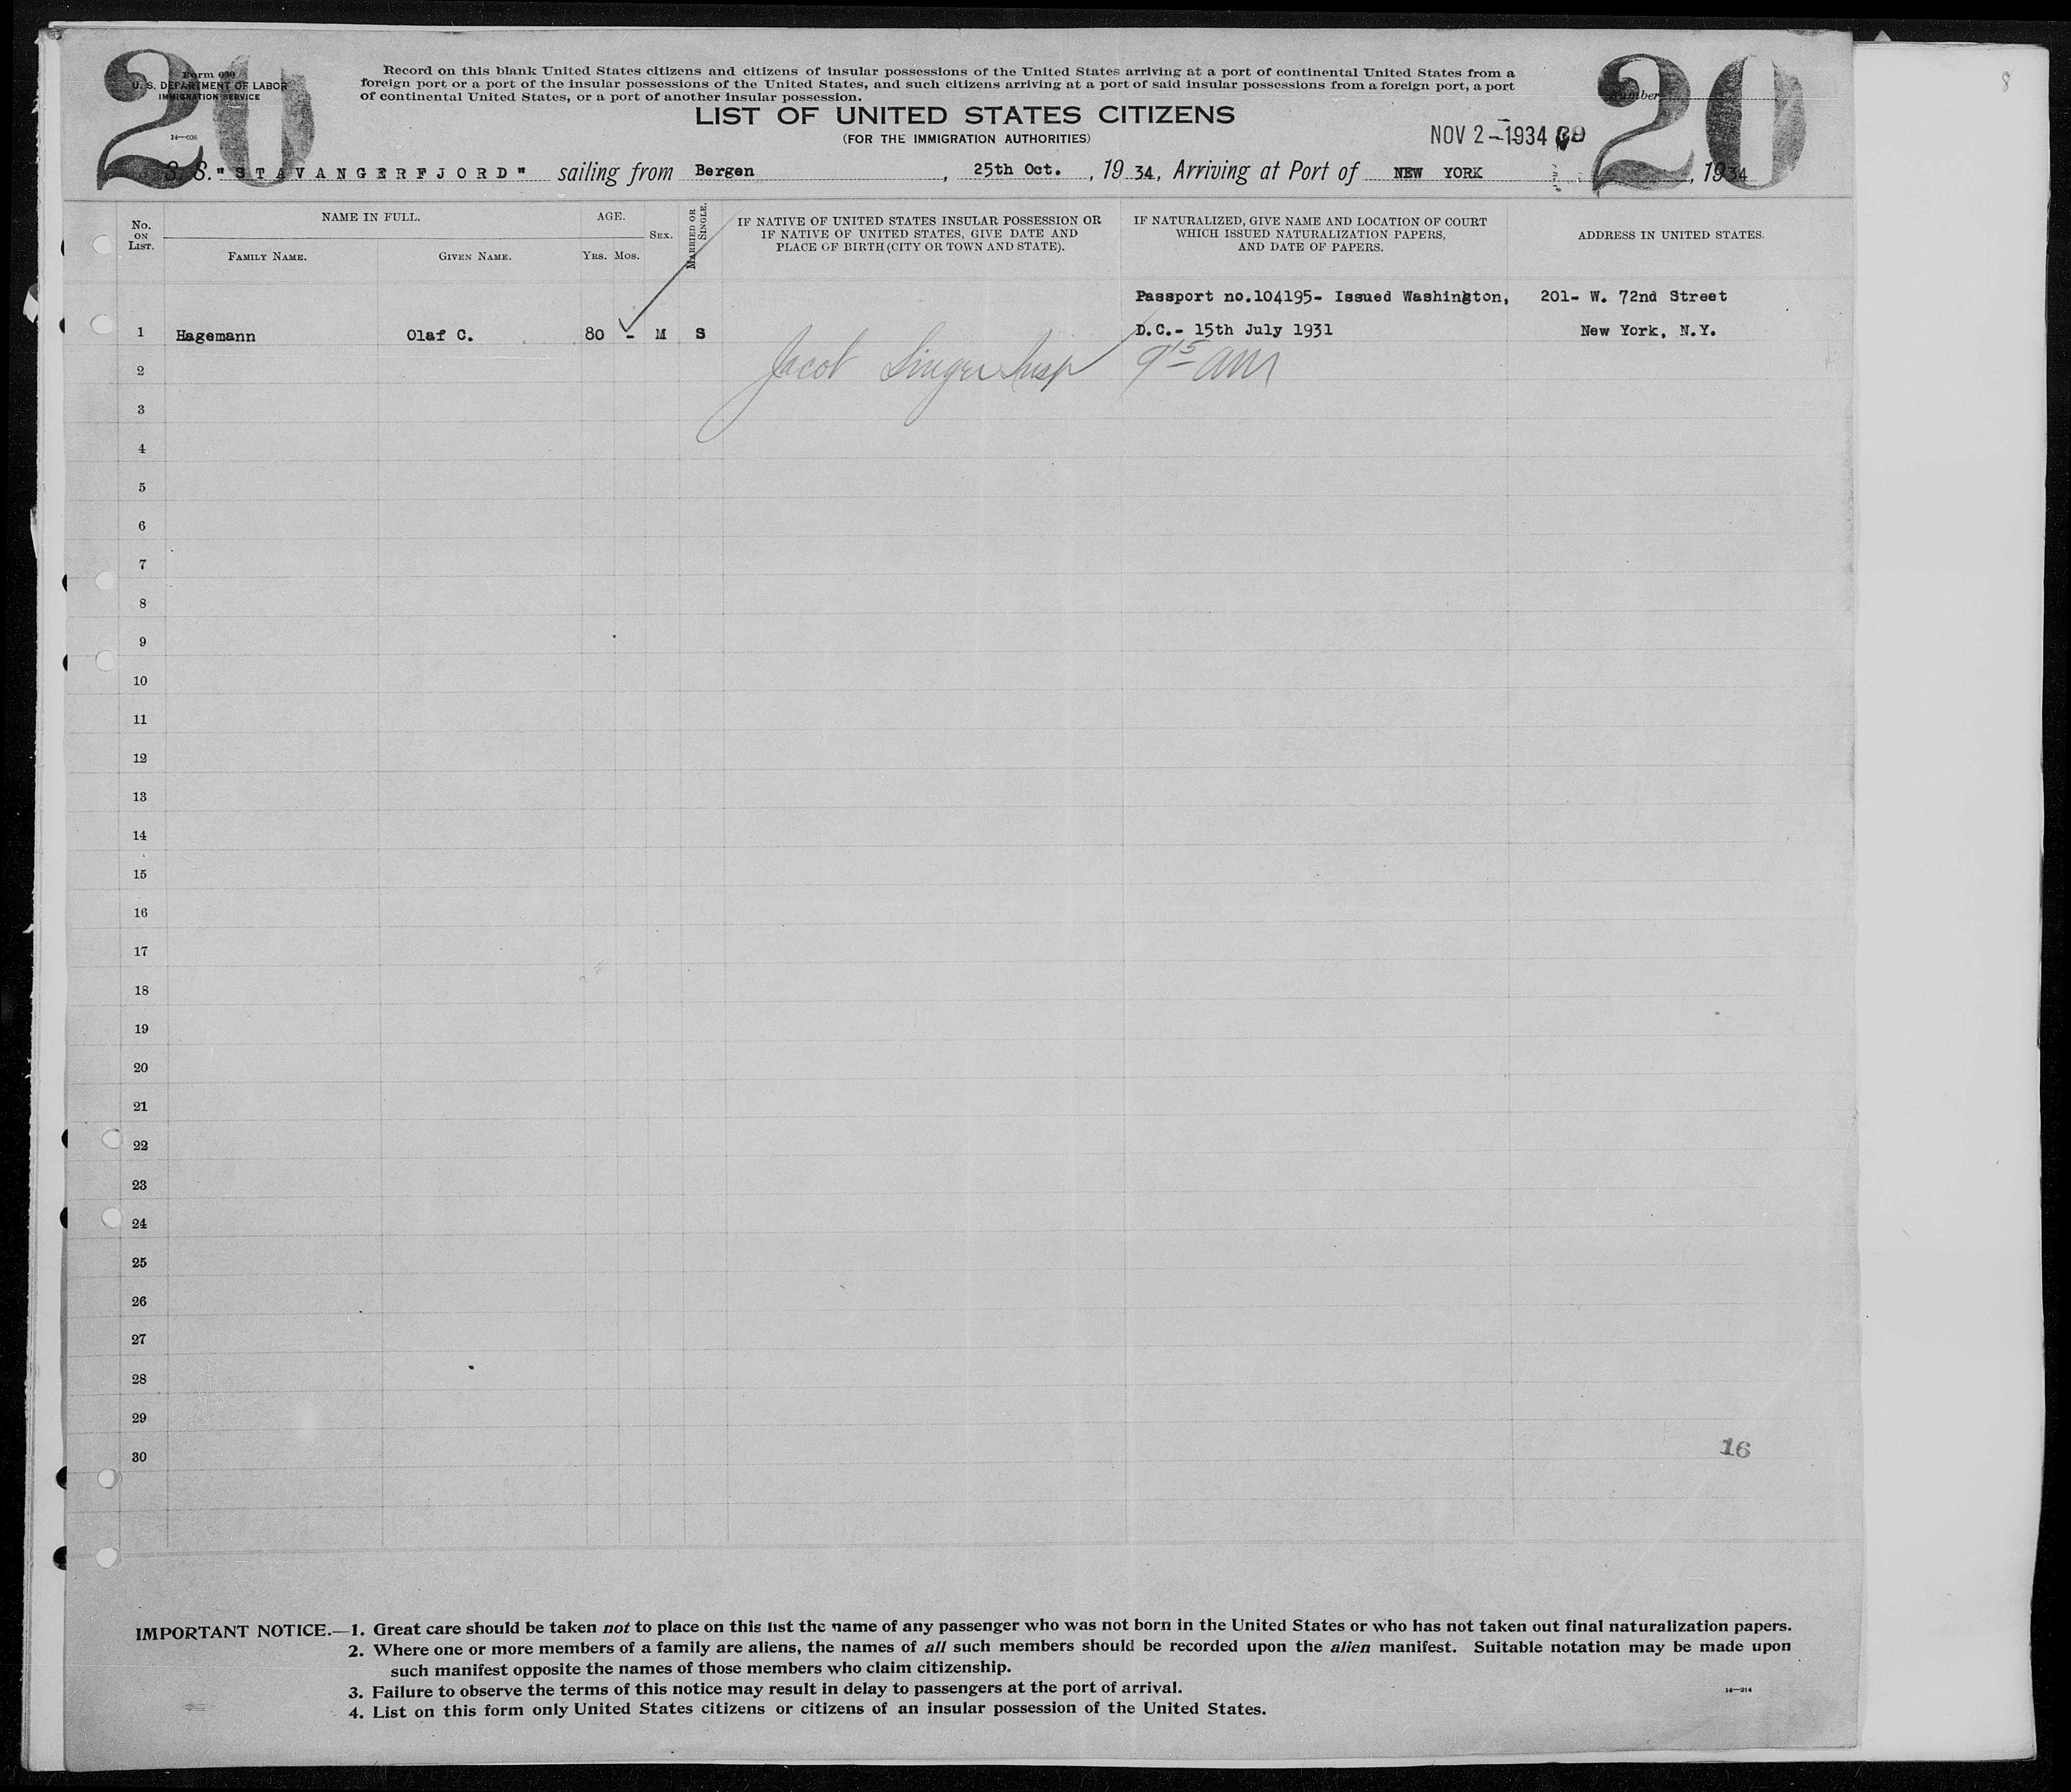 20
Form 630
U. S. DEPARTMENT OF LABOR
IMMIGRATION SERVICE
14—608
Record on this blank United States citizens and citizens of insular possessions of the United States arriving at a port of continental United States from a
foreign port or a port of the insular possessions of the United States, and such citizens arriving at a port of said insular possessions from a foreign port, a port
of continental United States, or a port of another insular possession.
20
Number
8
LIST OF UNITED STATES CITIZENS
(FOR THE IMMIGRATION AUTHORITIES)
NOV 2 - 1934
S. S. "STAVANGERFJORD" sailing from Bergen, 25th Oct., 19 34, Arriving at Port of NEW YORK, 1934
No. ON LIST.
NAME IN FULL.
FAMILY NAME.
GIVEN NAME.
AGE.
YRS. MOS.
SEX.
MARRIED OR SINGLE.
IF NATIVE OF UNITED STATES INSULAR POSSESSION OR
IF NATIVE OF UNITED STATES, GIVE DATE AND
PLACE OF BIRTH (CITY OR TOWN AND STATE).
IF NATURALIZED, GIVE NAME AND LOCATION OF COURT
WHICH ISSUED NATURALIZATION PAPERS,
AND DATE OF PAPERS.
ADDRESS IN UNITED STATES.
Passport no.104195- Issued Washington, 201- W. 72nd Street
1 Hagemann Olaf C. 80 - M S D.C.- 15th July 1931 New York, N.Y.
2 Jacob Singer Insp 9 15 AM
3
4
5
6
7
8
9
10
11
12
13
14
15
16
17
18
19
20
21
22
23
24
25
26
27
28
29
30
16
IMPORTANT NOTICE.—1. Great care should be taken not to place on this list the name of any passenger who was not born in the United States or who has not taken out final naturalization papers.
2. Where one or more members of a family are aliens, the names of all such members should be recorded upon the alien manifest. Suitable notation may be made upon
such manifest opposite the names of those members who claim citizenship.
3. Failure to observe the terms of this notice may result in delay to passengers at the port of arrival.
14—214
4. List on this form only United States citizens or citizens of an insular possession of the United States.